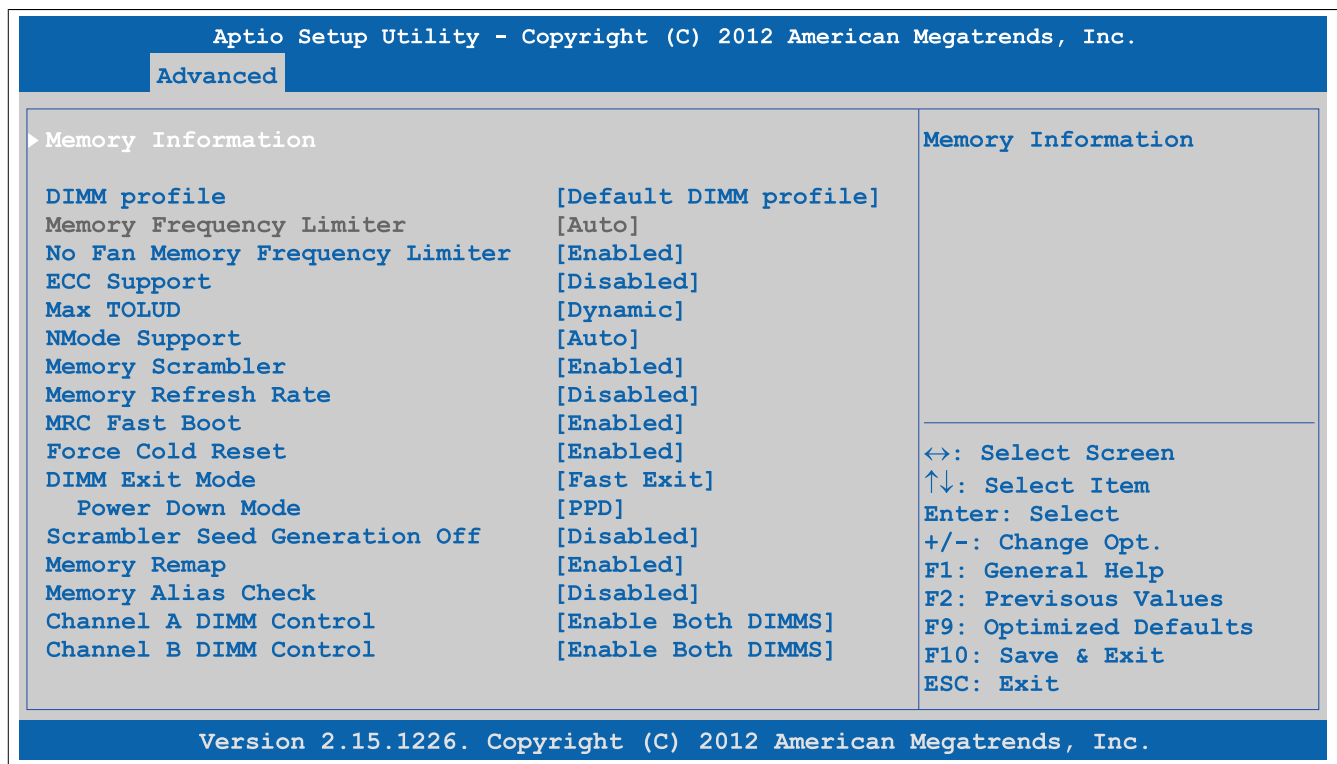 Aptio Setup Utility - Copyright (C) 2012 American Megatrends, Inc.
Advanced
Memory Information
DIMM profile [Default DIMM profile]
Memory Frequency Limiter [Auto]
No Fan Memory Frequency Limiter [Enabled]
ECC Support [Disabled]
Max TOLUD [Dynamic]
NMode Support [Auto]
Memory Scrambler [Enabled]
Memory Refresh Rate [Disabled]
MRC Fast Boot [Enabled]
Force Cold Reset [Enabled]
DIMM Exit Mode [Fast Exit]
Power Down Mode [PPD]
Scrambler Seed Generation Off [Disabled]
Memory Remap [Enabled]
Memory Alias Check [Disabled]
Channel A DIMM Control [Enable Both DIMMS]
Channel B DIMM Control [Enable Both DIMMS]
Memory Information
↔: Select Screen
↑↓: Select Item
Enter: Select
+/-: Change Opt.
F1: General Help
F2: Previsous Values
F9: Optimized Defaults
F10: Save & Exit
ESC: Exit
Version 2.15.1226. Copyright (C) 2012 American Megatrends, Inc.